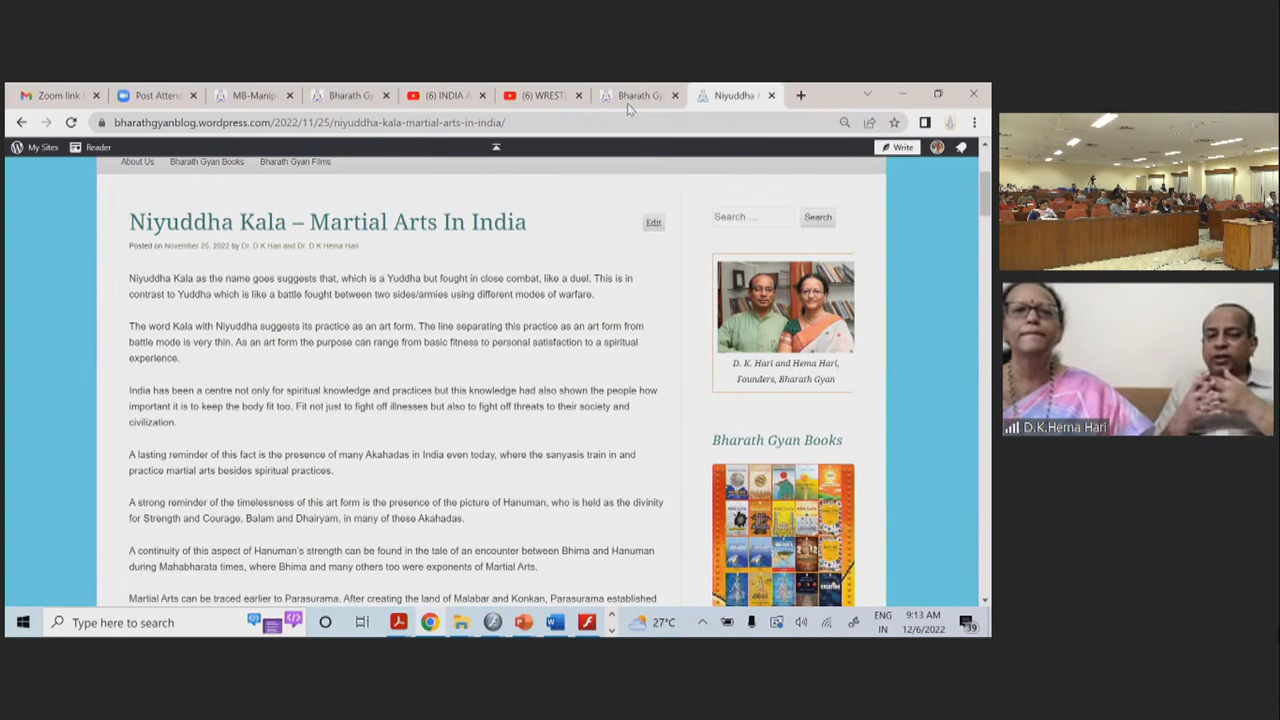 Zoom link
Post Attend
MB-Manip
Bharath Gy
(6) INDIA A
(6) WREST
Bharath Gy
Niyuddha
bharathgyanblog.wordpress.com/2022/11/25/niyuddha-kala-martial-arts-in-india/
My Sites
Reader
Write
About Us
Bharath Gyan Books
Bharath Gyan Films
Niyuddha Kala – Martial Arts In India
Edit
Posted on November 25, 2022 by Dr. D K Hari and Dr. D K Hema Hari
Niyuddha Kala as the name goes suggests that, which is a Yuddha but fought in close combat, like a duel. This is in
contrast to Yuddha which is like a battle fought between two sides/armies using different modes of warfare.
The word Kala with Niyuddha suggests its practice as an art form. The line separating this practice as an art form from
battle mode is very thin. As an art form the purpose can range from basic fitness to personal satisfaction to a spiritual
experience.
India has been a centre not only for spiritual knowledge and practices but this knowledge had also shown the people how
important it is to keep the body fit too. Fit not just to fight off illnesses but also to fight off threats to their society and
civilization.
A lasting reminder of this fact is the presence of many Akahadas in India even today, where the sanyasis train in and
practice martial arts besides spiritual practices.
A strong reminder of the timelessness of this art form is the presence of the picture of Hanuman, who is held as the divinity
for Strength and Courage, Balam and Dhairyam, in many of these Akahadas.
A continuity of this aspect of Hanuman's strength can be found in the tale of an encounter between Bhima and Hanuman
during Mahabharata times, where Bhima and many others too were exponents of Martial Arts.
Martial Arts can be traced earlier to Parasurama. After creating the land of Malabar and Konkan, Parasurama established
Search …
Search
D. K. Hari and Hema Hari,
Founders, Bharath Gyan
Bharath Gyan Books
D.K.Hema Hari
Type here to search
27°C
ENG
IN
9:13 AM
12/6/2022
39